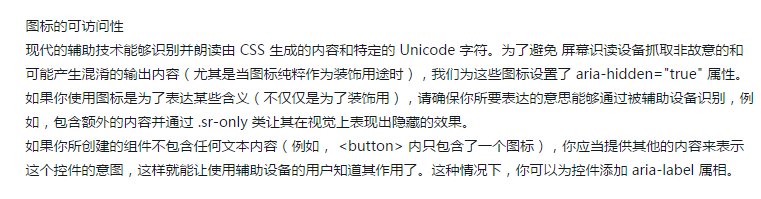 图标的可访问性
现代的辅助技术能够识别并朗读由 CSS 生成的内容和特定的 Unicode 字符。为了避免 屏幕识读设备抓取非故意的和
可能产生混淆的输出内容（尤其是当图标纯粹作为装饰用途时），我们为这些图标设置了 aria-hidden="true" 属性。
如果你使用图标是为了表达某些含义（不仅仅是为了装饰用），请确保你所要表达的意思能够通过被辅助设备识别，例
如，包含额外的内容并通过 .sr-only 类让其在视觉上表现出隐藏的效果。
如果你所创建的组件不包含任何文本内容（例如， <button> 内只包含了一个图标），你应当提供其他的内容来表示
这个控件的意图，这样就能让使用辅助设备的用户知道其作用了。这种情况下，你可以为控件添加 aria-label 属相。